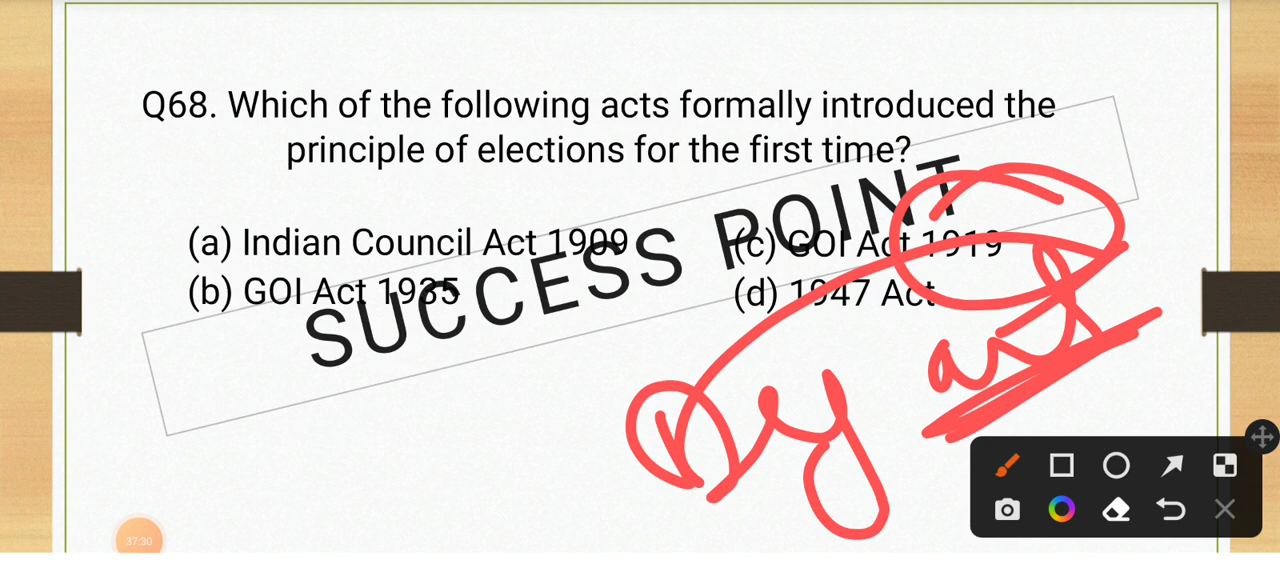 Q68. Which of the following acts formally introduced the
principle of elections for the first time?
(a) Indian Council Act 1909
(c) GOI Act 1919
(b) GOI Act 1935
(d) 1947 Act
SUCCESS POINT
37:30